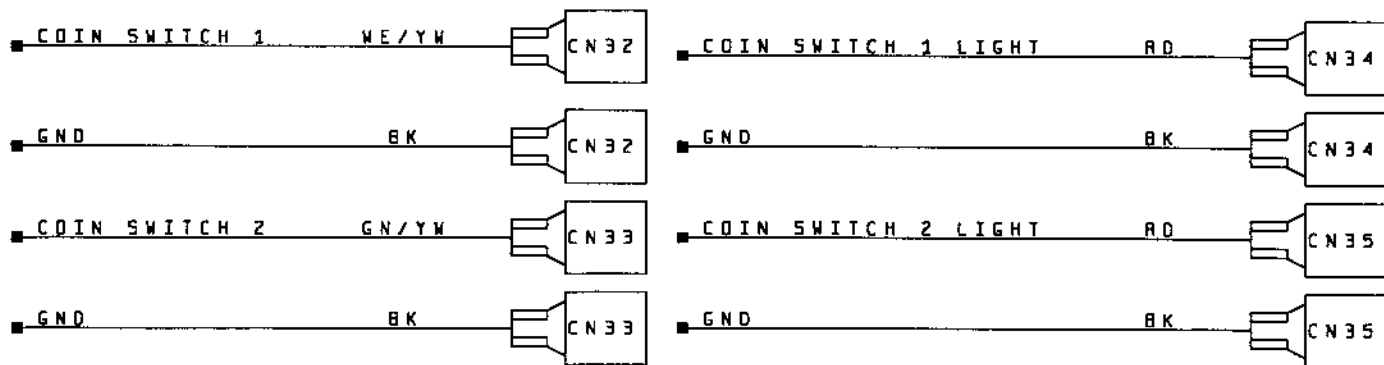 COIN SWITCH 1 WE/YW CN32
GND BK CN32
COIN SWITCH 2 GN/YW CN33
GND BK CN33
COIN SWITCH 1 LIGHT RD CN34
GND BK CN34
COIN SWITCH 2 LIGHT RD CN35
GND BK CN35